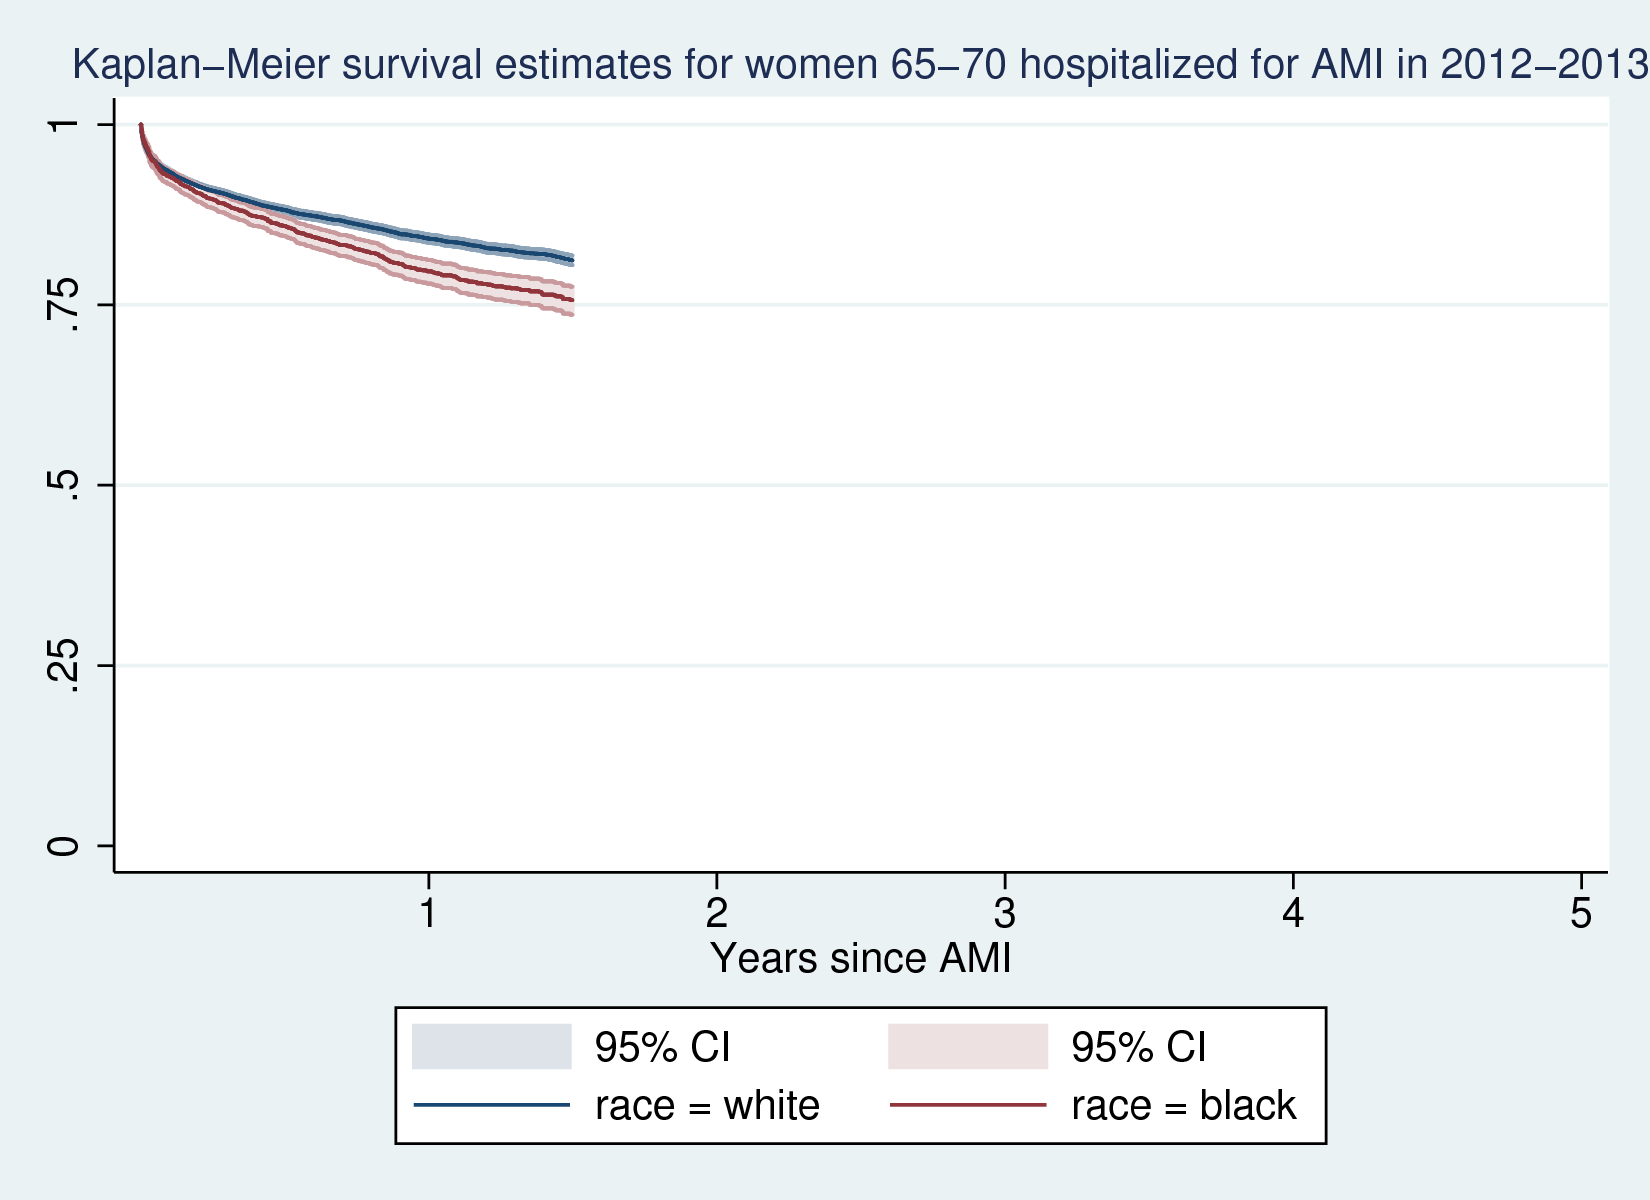 Kaplan–Meier survival estimates for women 65–70 hospitalized for AMI in 2012–2013
1
.75
.5
.25
0
1 2 3 4 5
Years since AMI
95% CI 95% CI
race = white race = black